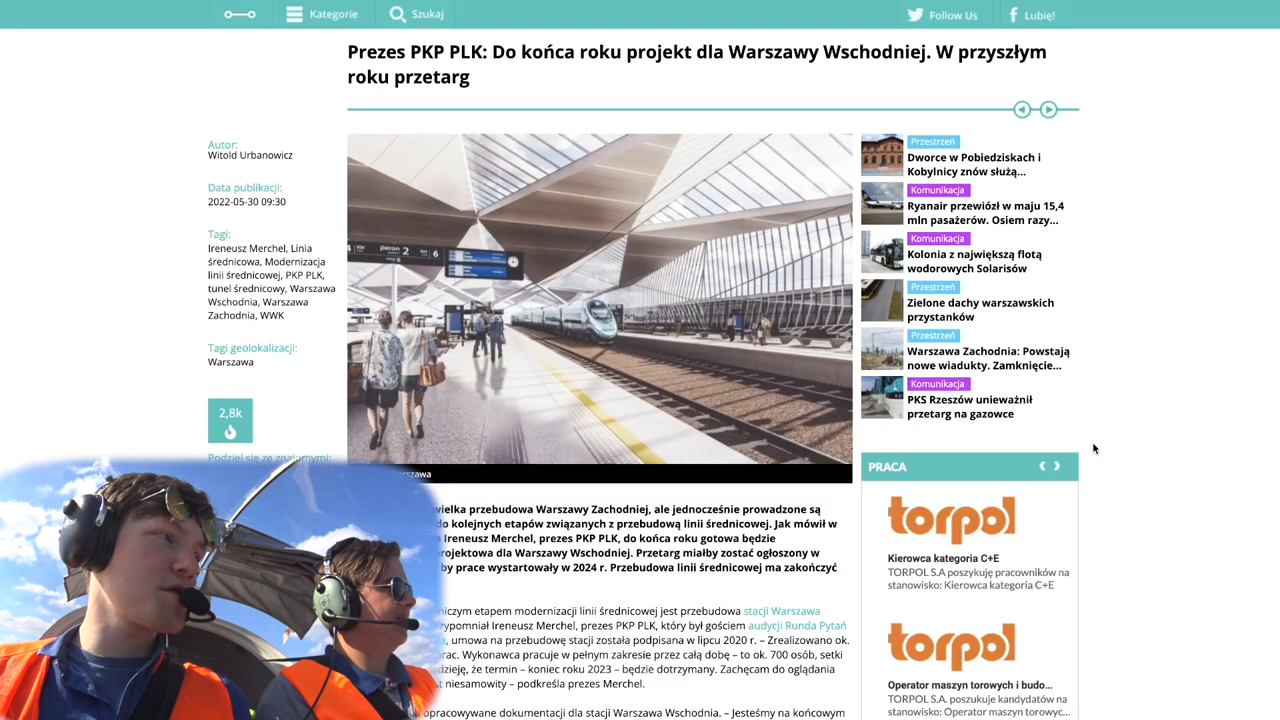 Kategorie
Szukaj
Follow Us
Lubię!
Prezes PKP PLK: Do końca roku projekt dla Warszawy Wschodniej. W przyszłym
roku przetarg
Autor:
Witold Urbanowicz
Data publikacji:
2022-05-30 09:30
Tagi:
Ireneusz Merchel, Linia
średnicowa, Modernizacja
linii średnicowej, PKP PLK,
tunel średnicowy, Warszawa
Wschodnia, Warszawa
Zachodnia, WWK
Tagi geolokalizacji:
Warszawa
2,8k
Podziel się ze znajomymi:
peron 2
6
Przestrzeń
Dworce w Pobiedziskach i
Kobylnicy znów służą...
Komunikacja
Ryanair przewiózł w maju 15,4
mln pasażerów. Osiem razy...
Komunikacja
Kolonia z największą flotą
wodorowych Solarisów
Przestrzeń
Zielone dachy warszawskich
przystanków
Przestrzeń
Warszawa Zachodnia: Powstają
nowe wiadukty. Zamknięcie...
Komunikacja
PKS Rzeszów unieważnił
przetarg na gazowce
wielka przebudowa Warszawy Zachodniej, ale jednocześnie prowadzone są
do kolejnych etapów związanych z przebudową linii średnicowej. Jak mówił w
Ireneusz Merchel, prezes PKP PLK, do końca roku gotowa będzie
dla Warszawy Wschodniej. Przetarg miałby zostać ogłoszony w
by prace wystartowały w 2024 r. Przebudowa linii średnicowej ma zakończyć
etapem modernizacji linii średnicowej jest przebudowa stacji Warszawa
Ireneusz Merchel, prezes PKP PLK, który był gościem audycji Runda Pytań
umowa na przebudowę stacji została podpisana w lipcu 2020 r. – Zrealizowano ok.
Wykonawca pracuje w pełnym zakresie przez całą dobę – to ok. 700 osób, setki
że termin – koniec roku 2023 – będzie dotrzymany. Zachęcam do oglądania
niesamowity – podkreśla prezes Merchel.
opracowywane dokumentacji dla stacji Warszawa Wschodnia. – Jesteśmy na końcowym
PRACA
torpol
Kierowca kategoria C+E
TORPOL S.A poszykuję pracowników na
stanowisko: Kierowca kategoria C+E
torpol
Operator maszyn torowych i budo...
TORPOL S.A. poszukuje kandydatów na
stanowisko: Operator maszyn torowyc...